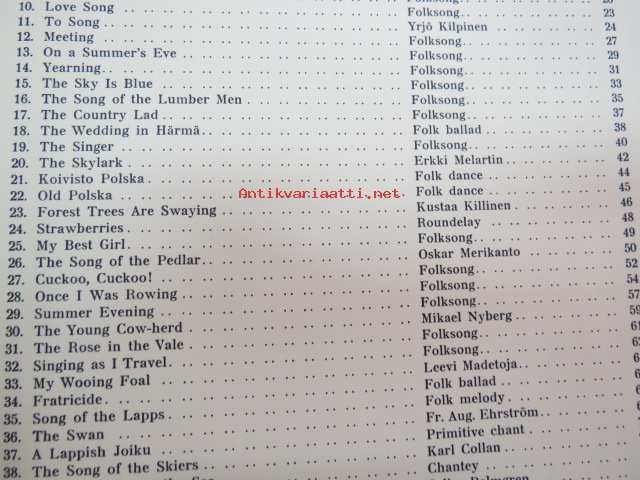 10. Love Song Folksong 23
11. To Song Yrjö Kilpinen 24
12. Meeting Folksong 27
13. On a Summer's Eve Folksong 29
14. Yearning Folksong 31
15. The Sky Is Blue Folksong 33
16. The Song of the Lumber Men Folksong 35
17. The Country Lad Folksong 37
18. The Wedding in Härmä Folk ballad 38
19. The Singer Folksong 40
20. The Skylark Erkki Melartin 42
21. Koivisto Polska Folk dance 44
22. Old Polska Folk dance 45
Antikvariaatti.net
23. Forest Trees Are Swaying Kustaa Killinen 46
24. Strawberries Roundelay 48
25. My Best Girl Folksong 49
26. The Song of the Pedlar Oskar Merikanto 50
27. Cuckoo, Cuckoo! Folksong 52
28. Once I Was Rowing Folksong 54
29. Summer Evening Folksong 57
30. The Young Cow-herd Mikael Nyberg 59
31. The Rose in the Vale Folksong
32. Singing as I Travel Folksong
33. My Wooing Foal Leevi Madetoja
34. Fratricide Folk ballad
35. Song of the Lapps Folk melody
36. The Swan Fr. Aug. Ehrström
37. A Lappish Joiku Primitive chant
38. The Song of the Skiers Karl Collan
Chantey